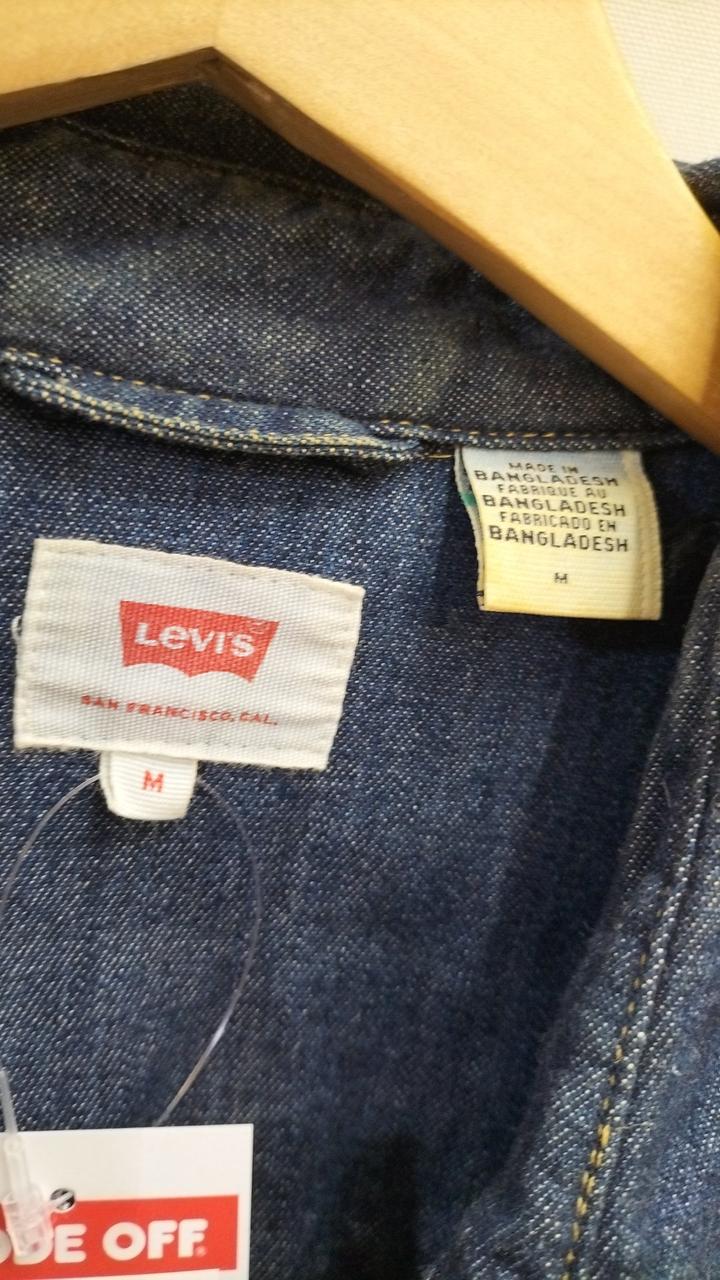 MADE IN
BANGLADESH
FABRIQUE AU
BANGLADESH
FABRICADO EN
BANGLADESH
M
Levi's
SAN FRANCISCO, CAL.
M
OFF